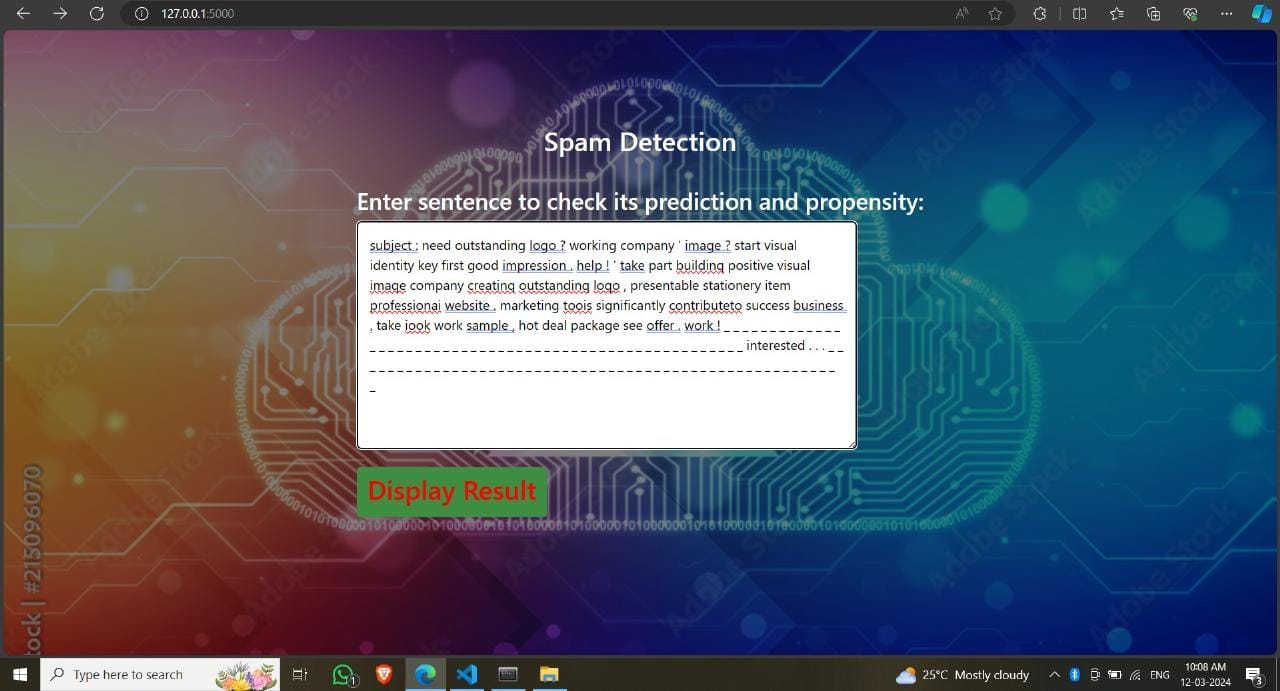 127.0.0.1:5000
Spam Detection
Enter sentence to check its prediction and propensity:
subject : need outstanding logo ? working company ' image ? start visual
identity key first good impression . help ! ' take part building positive visual
image company creating outstanding logo , presentable stationery item
professionai website . marketing toois significantly contributeto success business
. take iook work sample , hot deal package see offer . work ! _ _ _ _ _ _ _ _ _ _ _ _ _
_ _ _ _ _ _ _ _ _ _ _ _ _ _ _ _ _ _ _ _ _ _ _ _ _ _ _ _ _ _ _ _ _ _ _ _ _ _ _ _ _ interested . . . _ _
_ _ _ _ _ _ _ _ _ _ _ _ _ _ _ _ _ _ _ _ _ _ _ _ _ _ _ _ _ _ _ _ _ _ _ _ _ _ _ _ _ _ _ _ _ _ _ _ _ _ _
_
Display Result
Adobe Stock
tock | #215096070
Type here to search
25°C Mostly cloudy
ENG
10:08 AM
12-03-2024